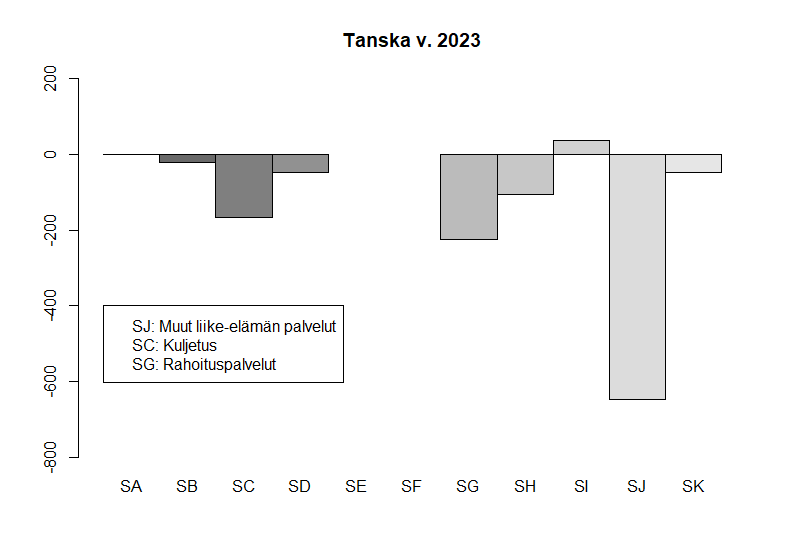 Tanska v. 2023
200
0
-200
-400
-600
-800
SJ: Muut liike-elämän palvelut
SC: Kuljetus
SG: Rahoituspalvelut
SA SB SC SD SE SF SG SH SI SJ SK